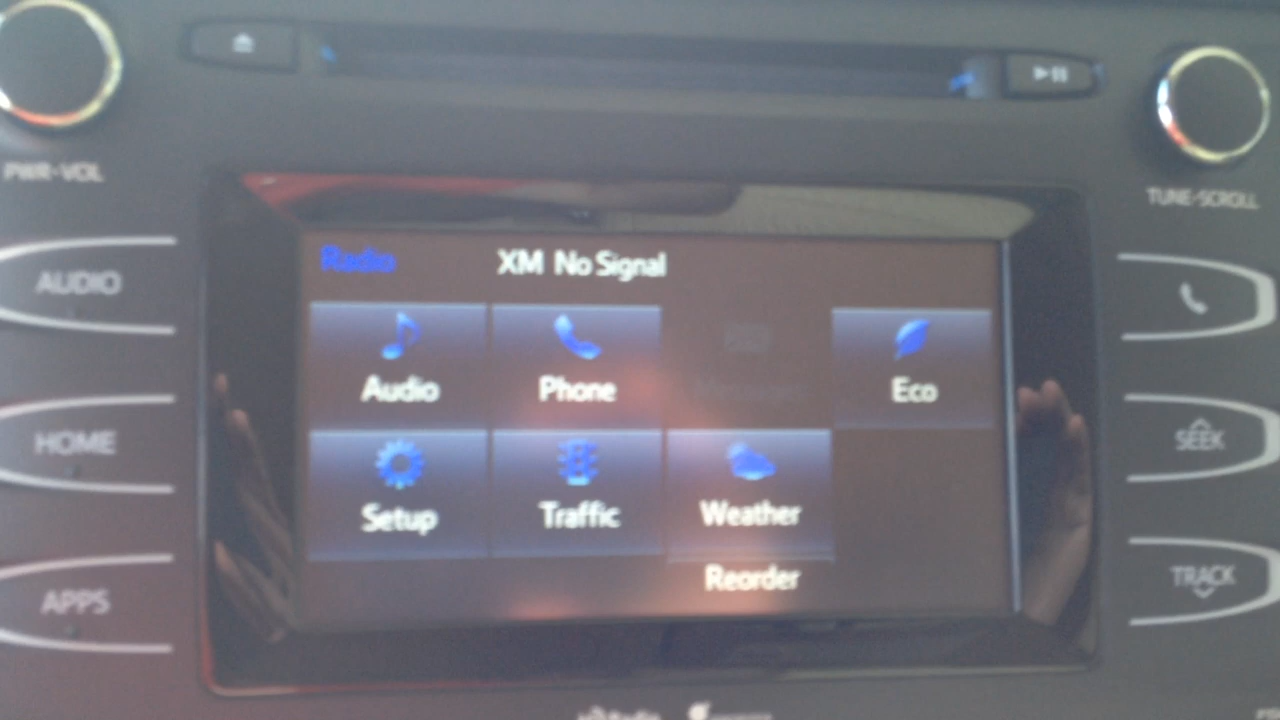 PWR•VOL
TUNE•SCROLL
AUDIO
HOME
APPS
Radio XM No Signal
Audio Phone Eco
Setup Traffic Weather
Reorder
SEEK
TRACK